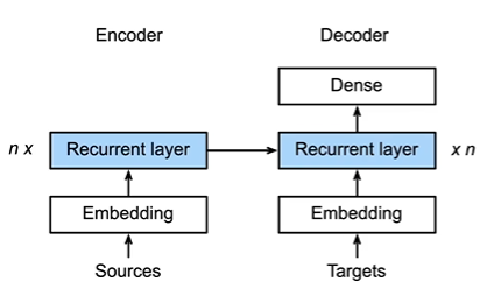 Encoder
Decoder
Dense
n x
Recurrent layer
Recurrent layer
x n
Embedding
Embedding
Sources
Targets